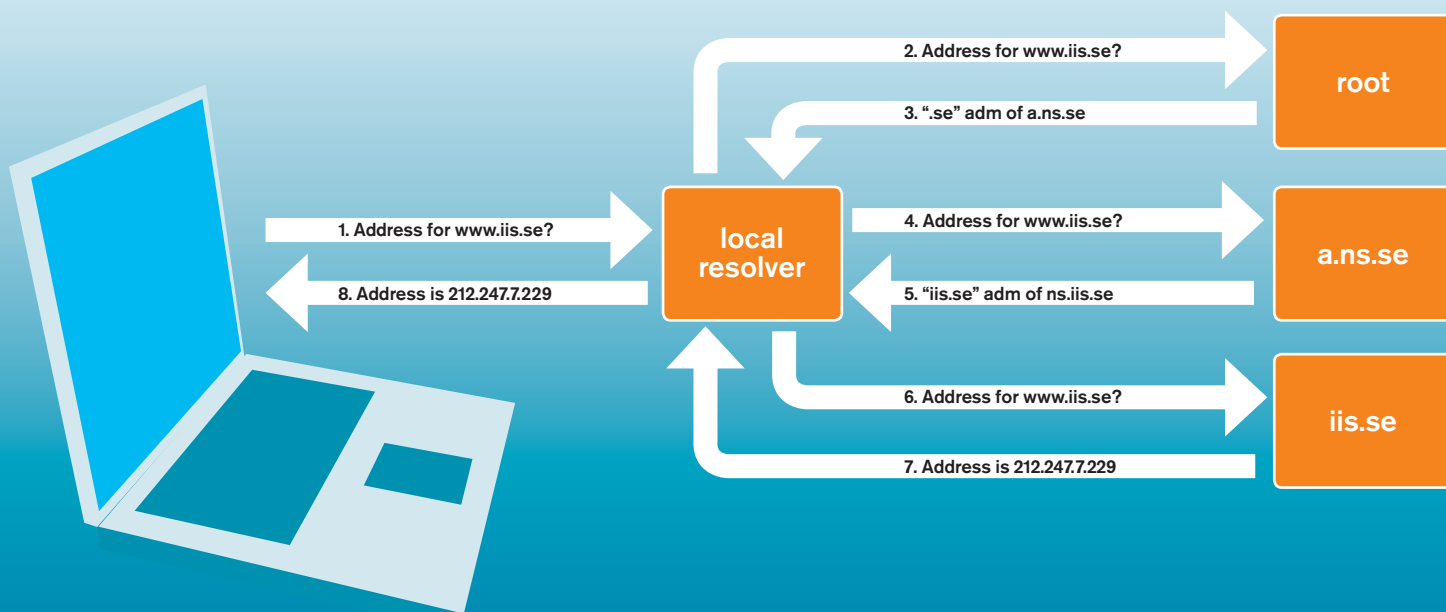 2. Address for www.iis.se?
root
3. “.se” adm of a.ns.se
1. Address for www.iis.se?
local
resolver
4. Address for www.iis.se?
a.ns.se
8. Address is 212.247.7.229
5. “iis.se” adm of ns.iis.se
6. Address for www.iis.se?
iis.se
7. Address is 212.247.7.229